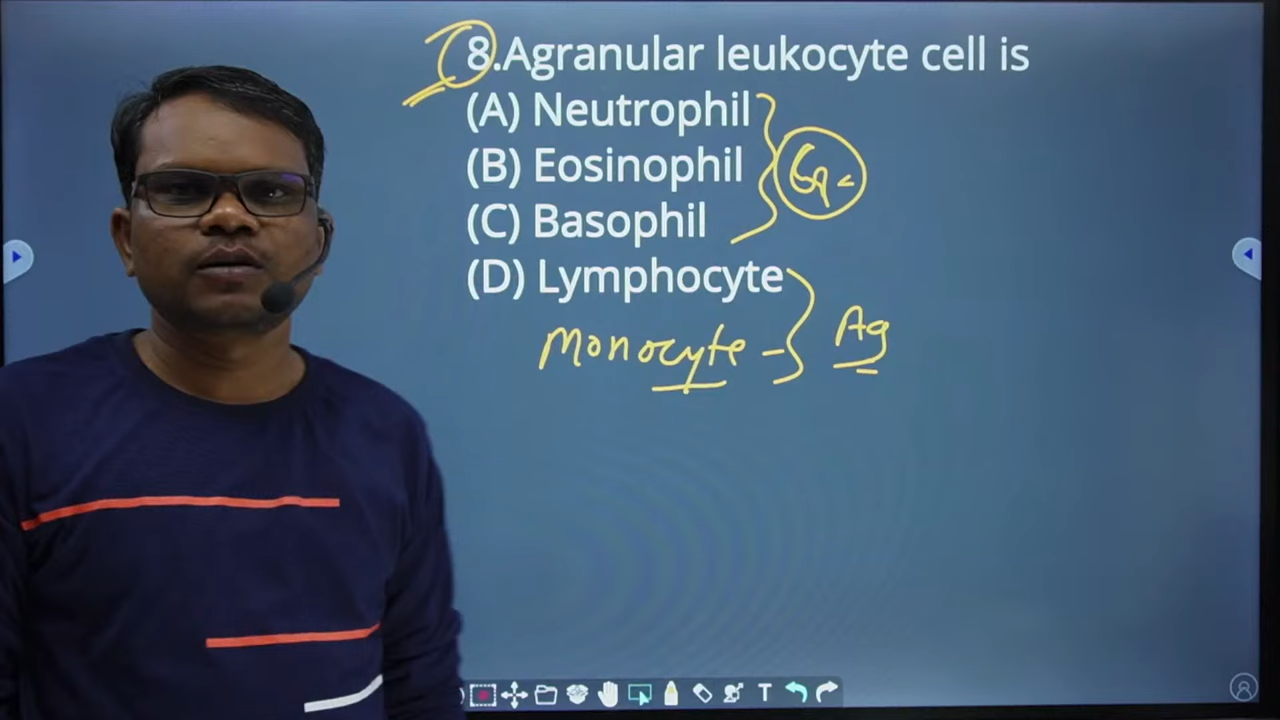 8.Agranular leukocyte cell is
(A) Neutrophil
(B) Eosinophil
(C) Basophil
(D) Lymphocyte
Monocyte - Ag
T